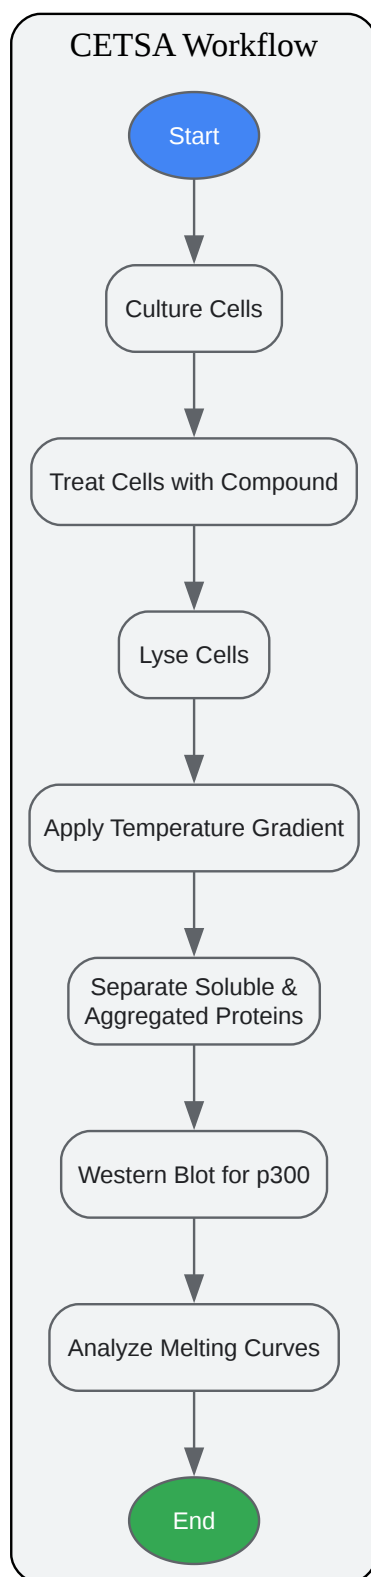 CETSA Workflow
Start
Culture Cells
Treat Cells with Compound
Lyse Cells
Apply Temperature Gradient
Separate Soluble &
Aggregated Proteins
Western Blot for p300
Analyze Melting Curves
End